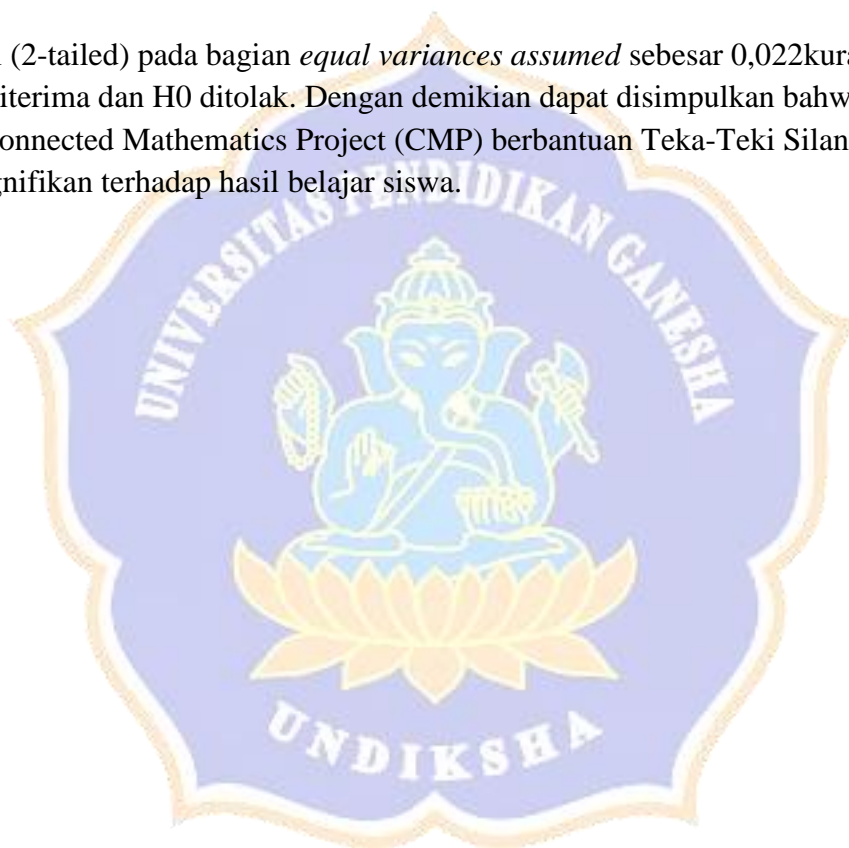 (2-tailed) pada bagian equal variances assumed sebesar 0,022kura
iterima dan H0 ditolak. Dengan demikian dapat disimpulkan bahw
onnected Mathematics Project (CMP) berbantuan Teka-Teki Silan
gnifikan terhadap hasil belajar siswa.
UNIVERSITAS PENDIDIKAN GANESHA
UNDIKSHA